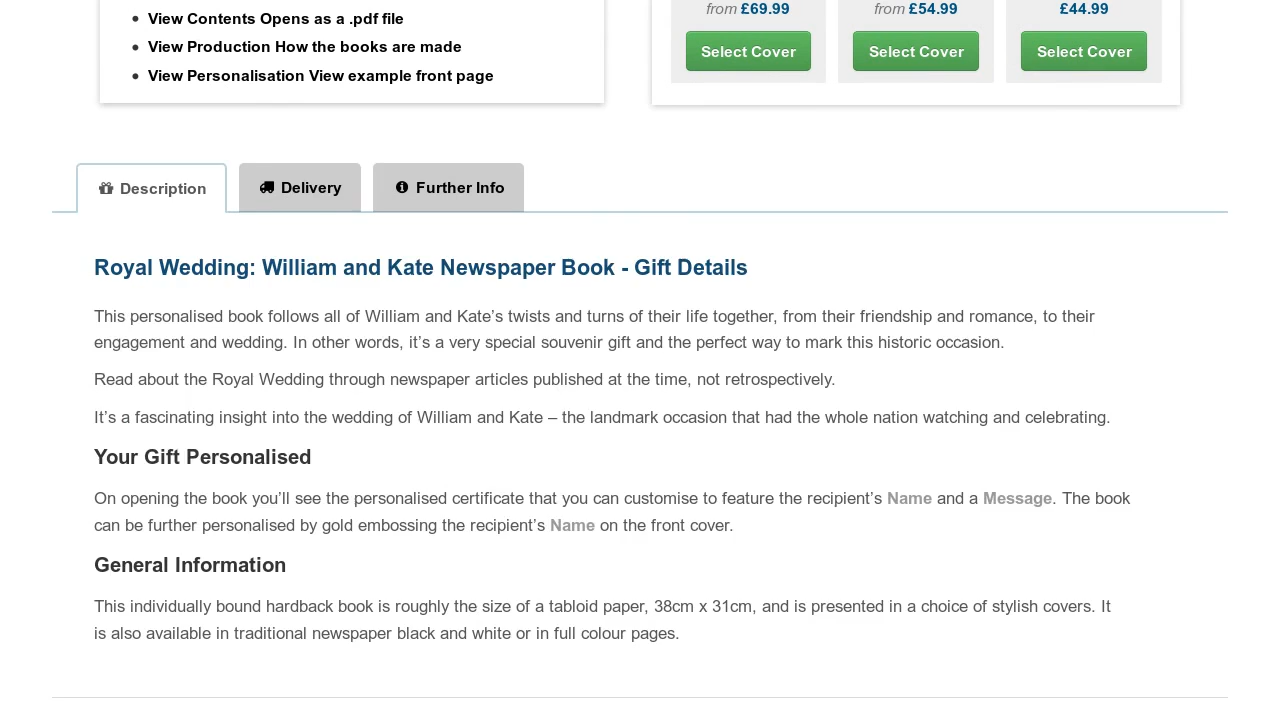 View Contents Opens as a .pdf file
View Production How the books are made
View Personalisation View example front page
from £69.99
Select Cover
from £54.99
Select Cover
£44.99
Select Cover
Description
Delivery
Further Info
Royal Wedding: William and Kate Newspaper Book - Gift Details
This personalised book follows all of William and Kate’s twists and turns of their life together, from their friendship and romance, to their
engagement and wedding. In other words, it’s a very special souvenir gift and the perfect way to mark this historic occasion.
Read about the Royal Wedding through newspaper articles published at the time, not retrospectively.
It’s a fascinating insight into the wedding of William and Kate – the landmark occasion that had the whole nation watching and celebrating.
Your Gift Personalised
On opening the book you’ll see the personalised certificate that you can customise to feature the recipient’s Name and a Message. The book
can be further personalised by gold embossing the recipient’s Name on the front cover.
General Information
This individually bound hardback book is roughly the size of a tabloid paper, 38cm x 31cm, and is presented in a choice of stylish covers. It
is also available in traditional newspaper black and white or in full colour pages.